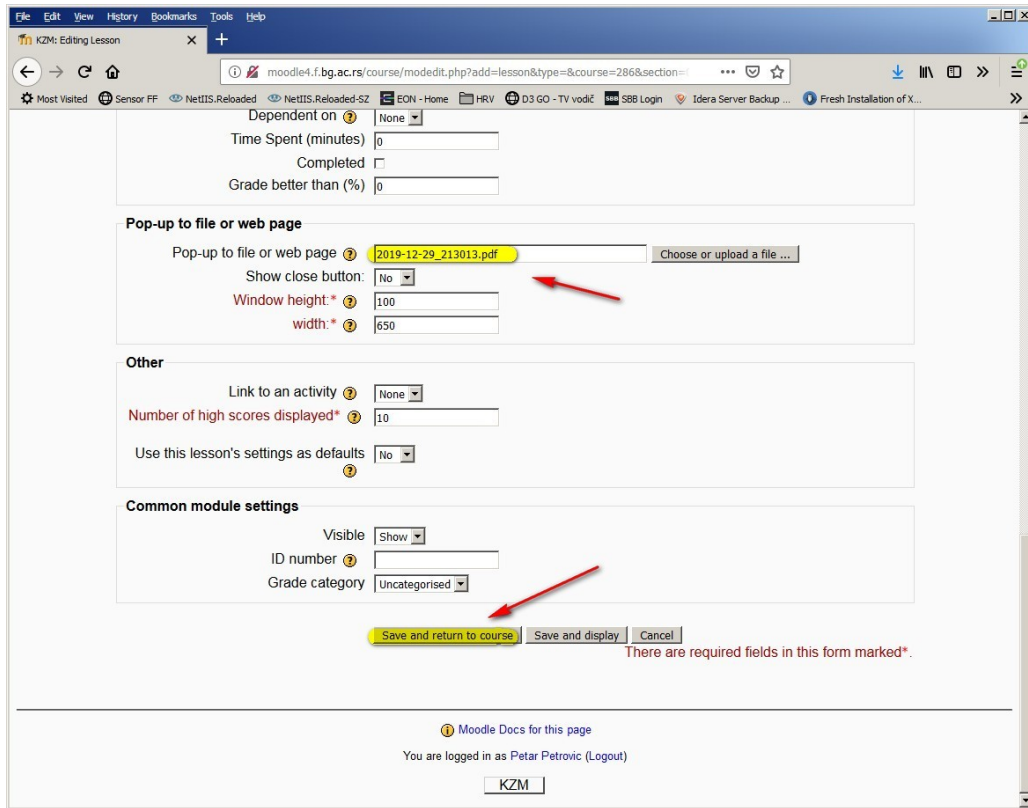 File Edit View History Bookmarks Tools Help
KZM: Editing Lesson
moodle4.f.bg.ac.rs/course/modedit.php?add=lesson&type=&course=286&section=
Most Visited Sensor FF NetIIS.Reloaded NetIIS.Reloaded-SZ EON - Home HRV D3 GO - TV vodič SBB SBB Login Idera Server Backup ... Fresh Installation of X...
Dependent on None
Time Spent (minutes) 0
Completed
Grade better than (%) 0
Pop-up to file or web page
Pop-up to file or web page 2019-12-29_213013.pdf Choose or upload a file ...
Show close button: No
Window height:* 100
width:* 650
Other
Link to an activity None
Number of high scores displayed* 10
Use this lesson's settings as defaults No
Common module settings
Visible Show
ID number
Grade category Uncategorised
Save and return to course Save and display Cancel
There are required fields in this form marked*.
Moodle Docs for this page
You are logged in as Petar Petrovic (Logout)
KZM